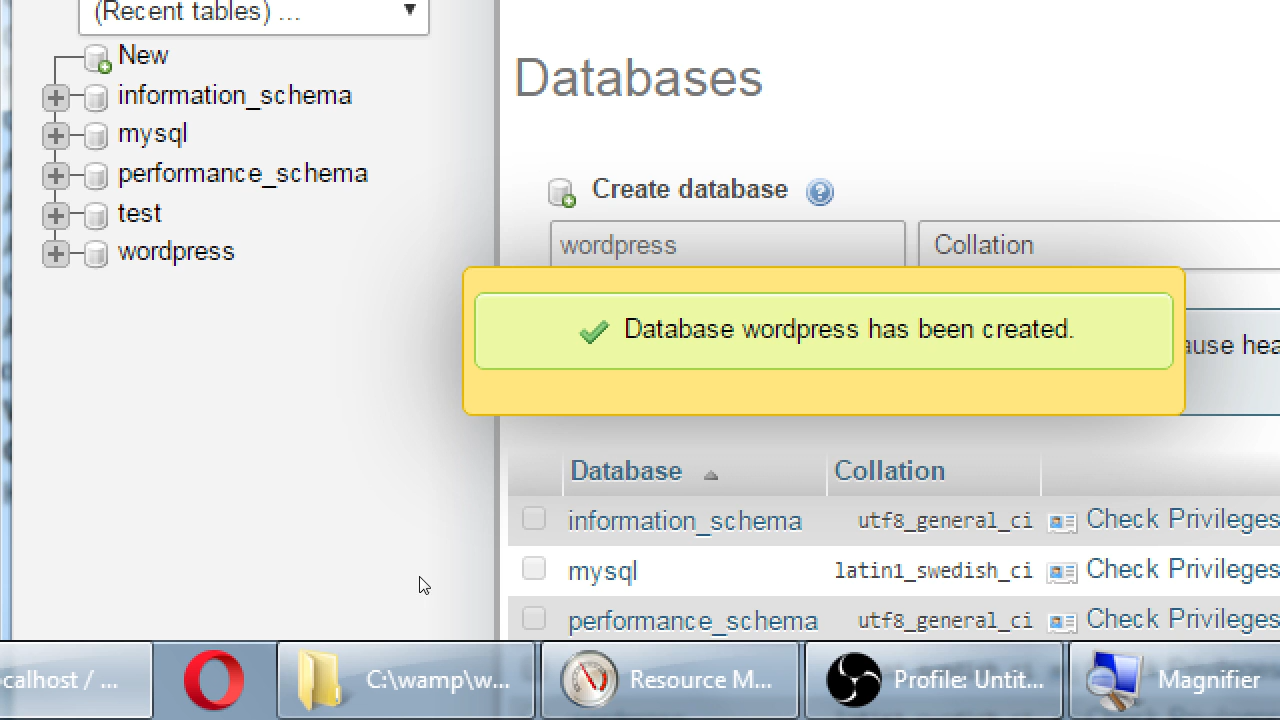 (Recent tables) ...
New
information_schema
mysql
performance_schema
test
wordpress
Databases
Create database
wordpress
Collation
Database wordpress has been created.
ause hea
Database Collation
information_schema utf8_general_ci Check Privileges
mysql latin1_swedish_ci Check Privileges
performance_schema utf8_general_ci Check Privileges
calhost / ... C:\wamp\w... Resource M... Profile: Untit... Magnifier